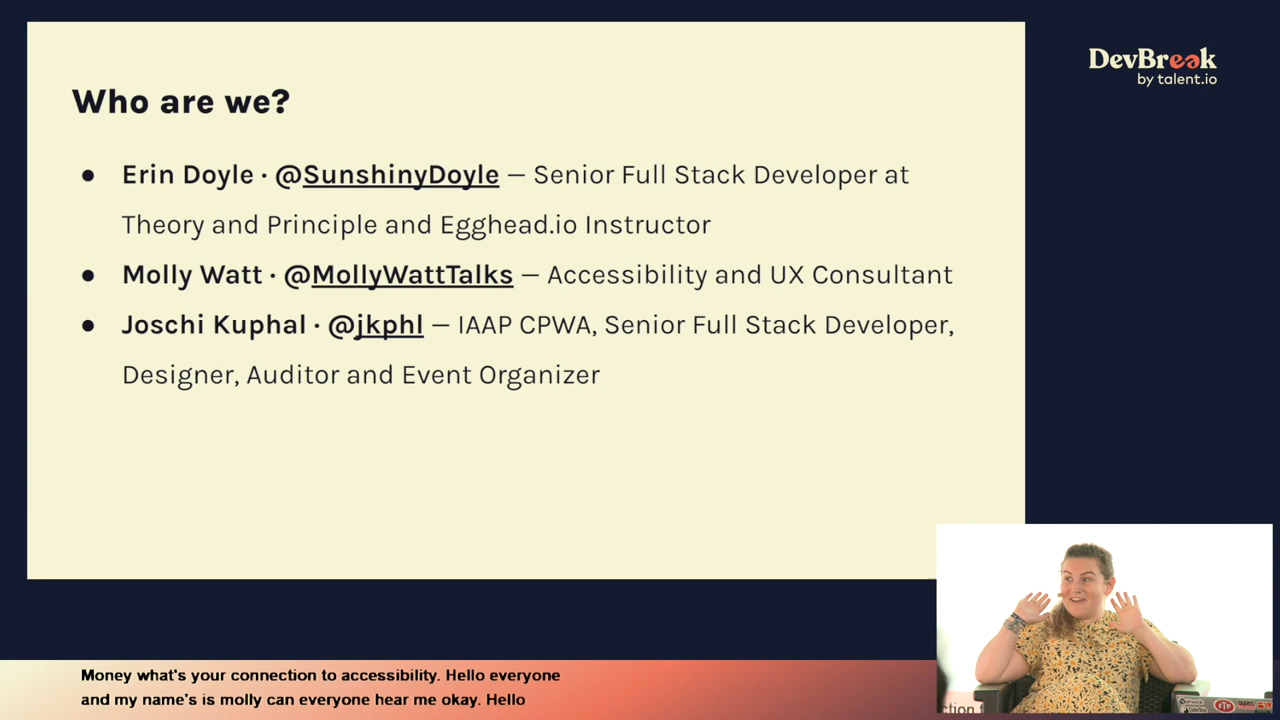 Who are we?
● Erin Doyle · @SunshinyDoyle — Senior Full Stack Developer at
Theory and Principle and Egghead.io Instructor
● Molly Watt · @MollyWattTalks — Accessibility and UX Consultant
● Joschi Kuphal · @jkphl — IAAP CPWA, Senior Full Stack Developer,
Designer, Auditor and Event Organizer
DevBreak
by talent.io
Money what's your connection to accessibility. Hello everyone
and my name's is molly can everyone hear me okay. Hello